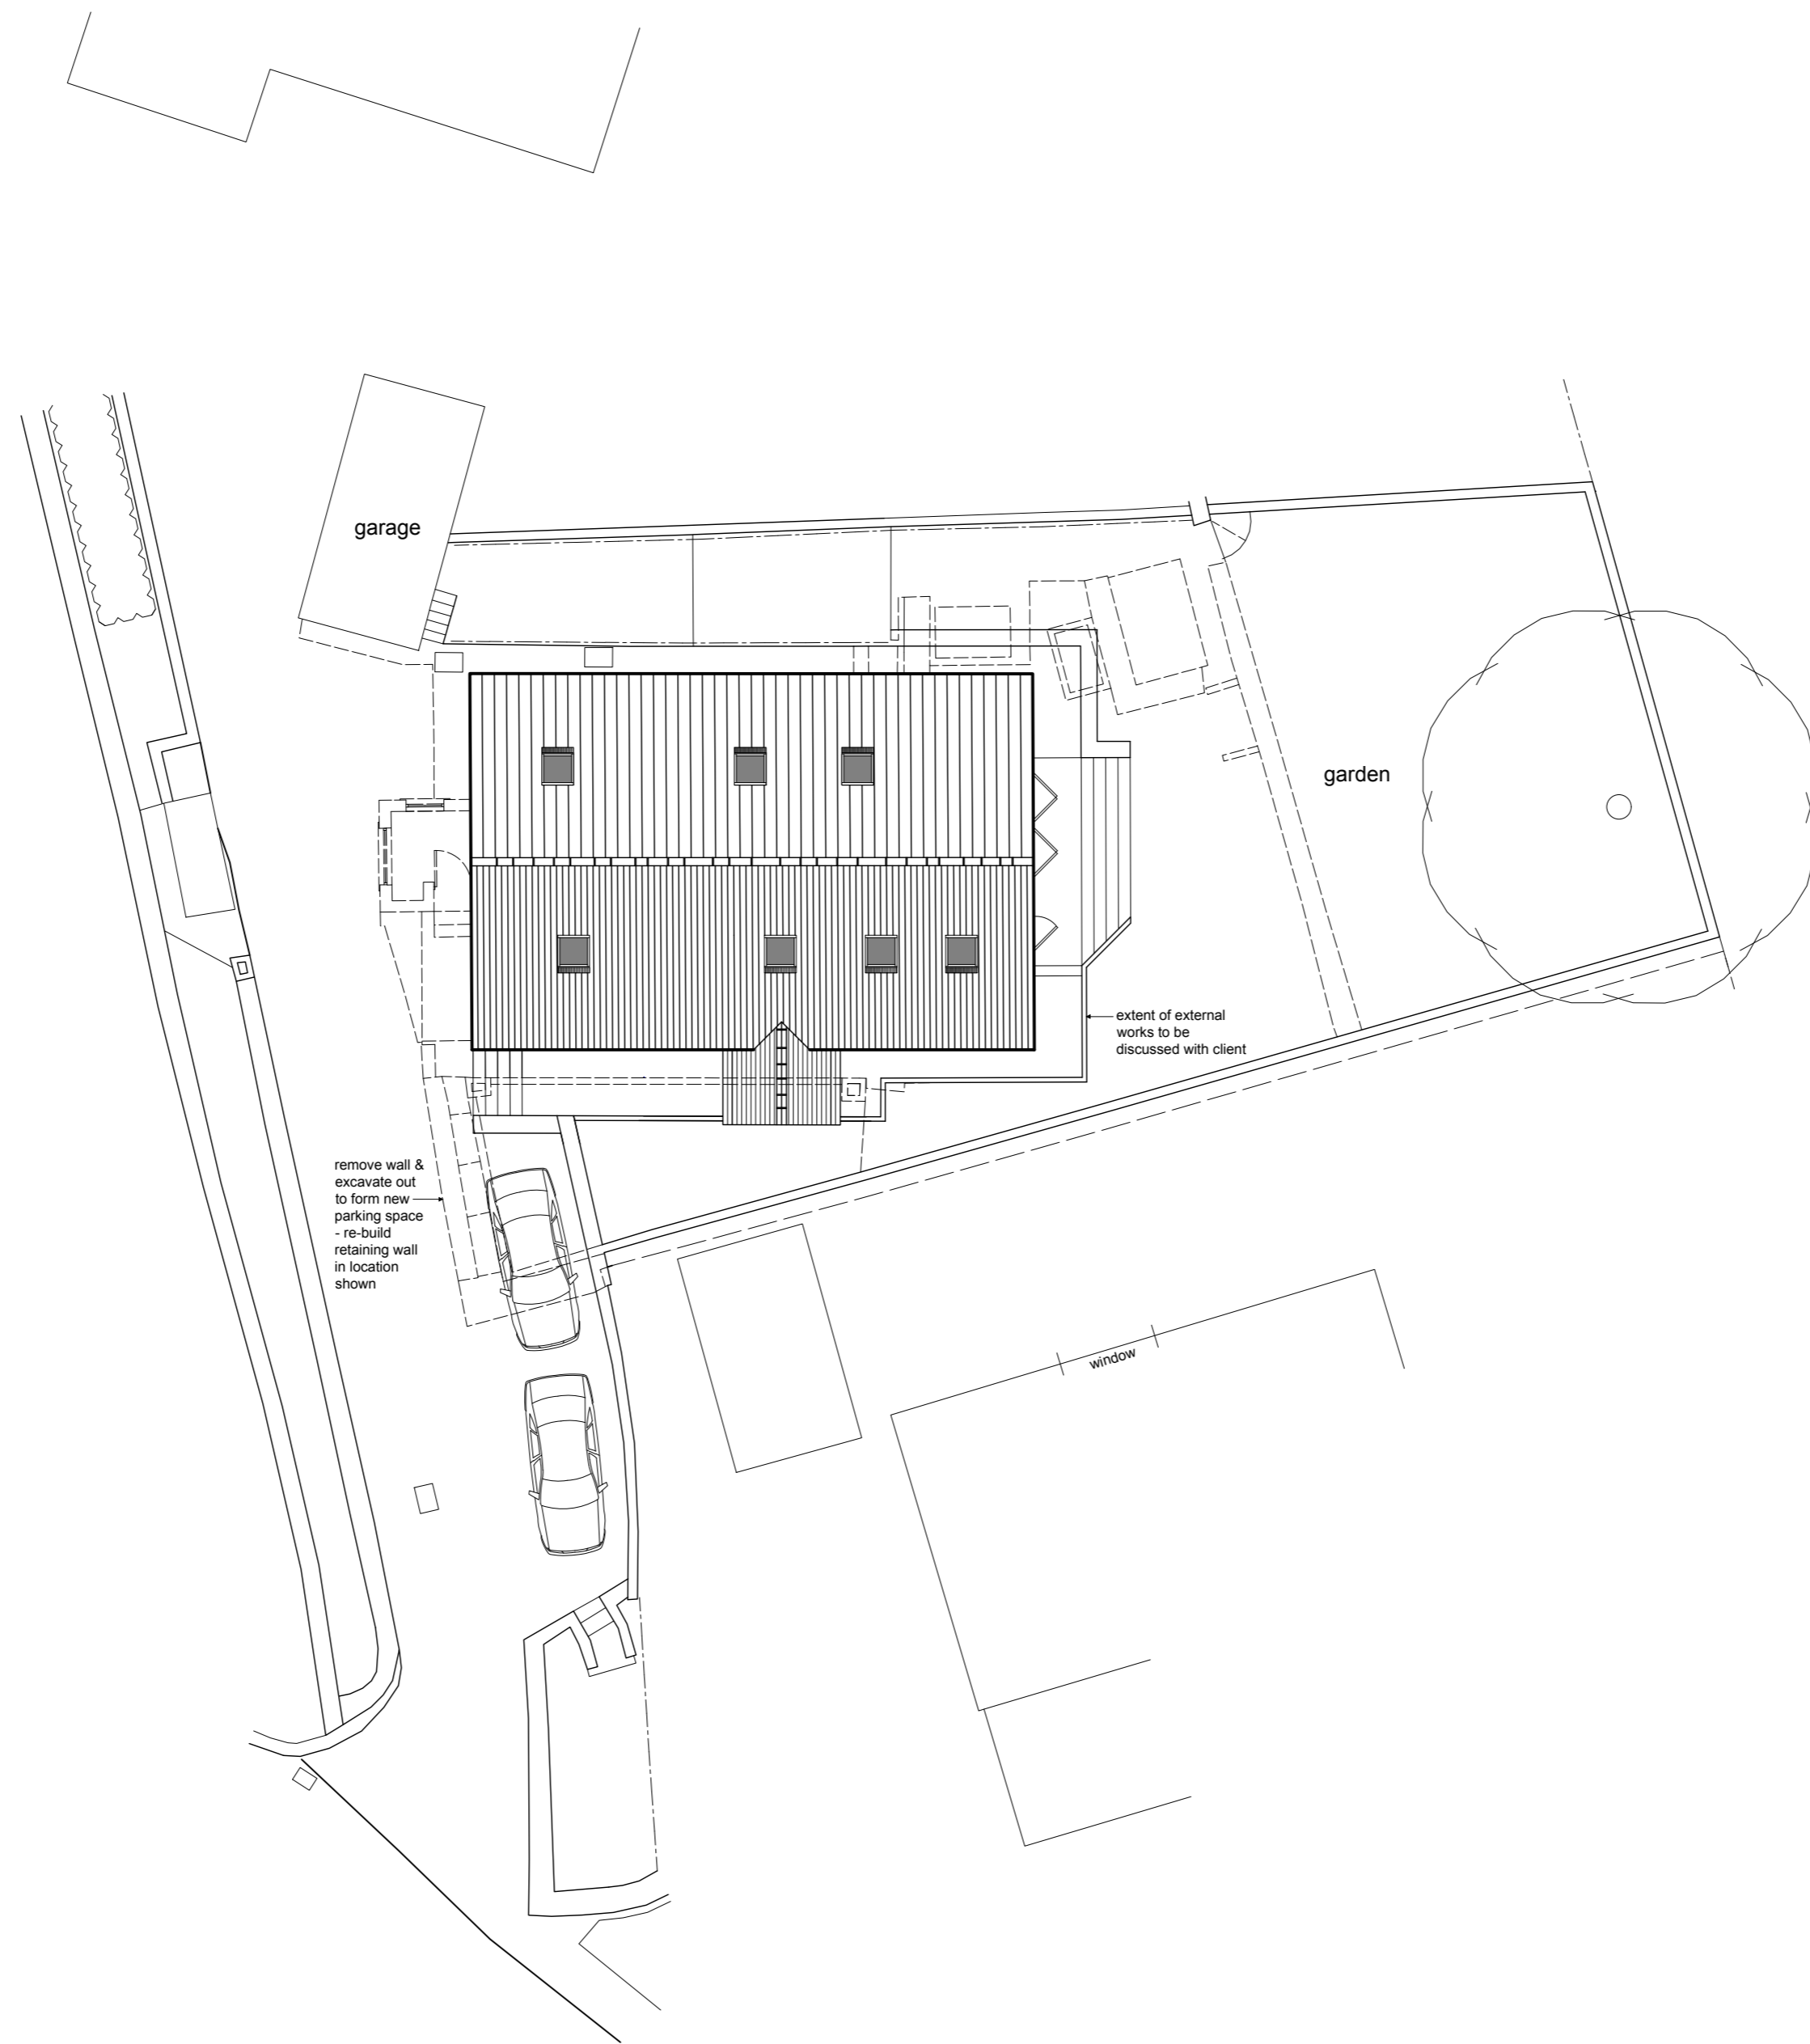 garage
garden
extent of external
works to be
discussed with client
remove wall &
excavate out
to form new
parking space
- re-build
retaining wall
in location
shown
window